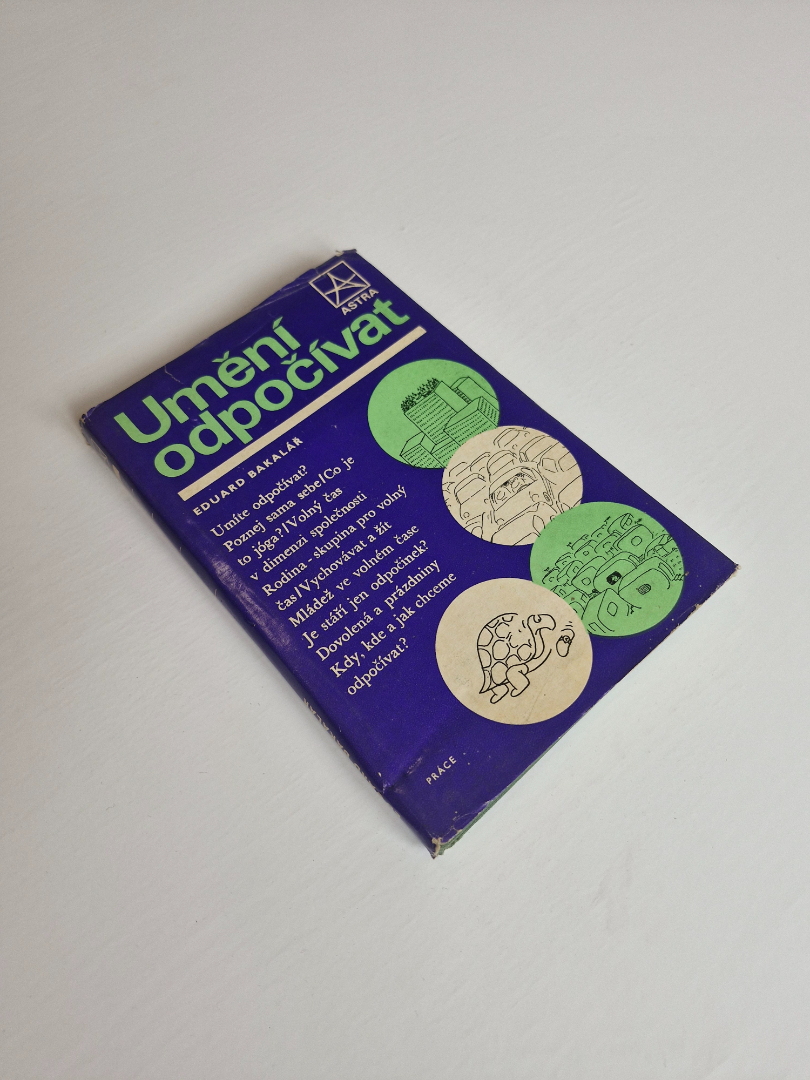 ASTRA
Umění
odpočívat
EDUARD BAKALÁŘ
Umíte odpočívat?
Poznej sama sebe/Co je
to jóga?/Volný čas
v dimenzi společnosti
Rodina - skupina pro volný
čas/Vychovávat a žít
Mládež ve volném čase
Je stáří jen odpočinek?
Dovolená a prázdniny
Kdy, kde a jak chceme
odpočívat?
PRÁCE